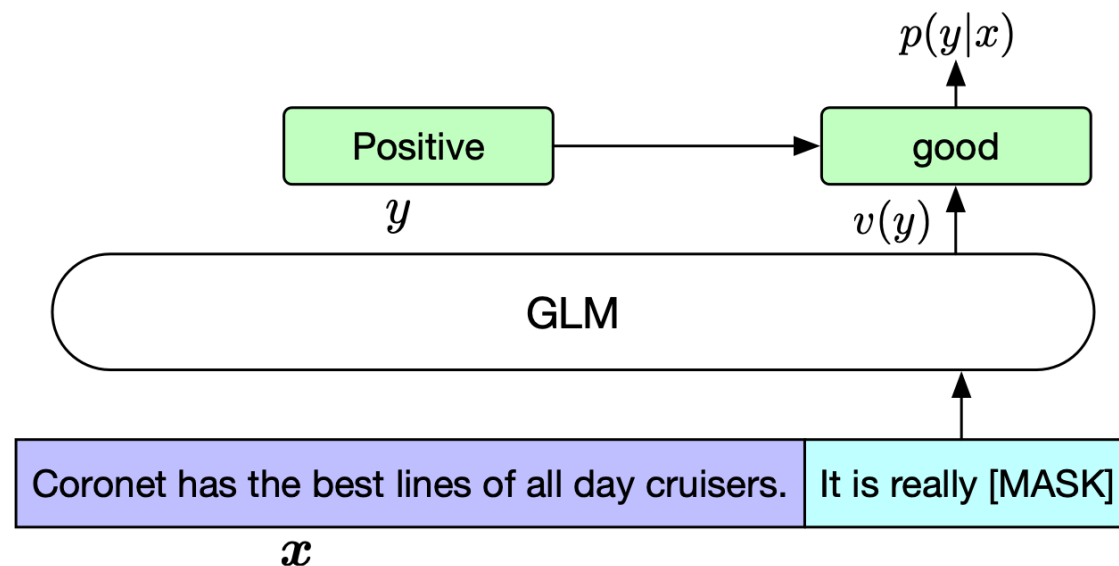 p(y|x)
Positive
good
y
v(y)
GLM
Coronet has the best lines of all day cruisers.
It is really [MASK]
x